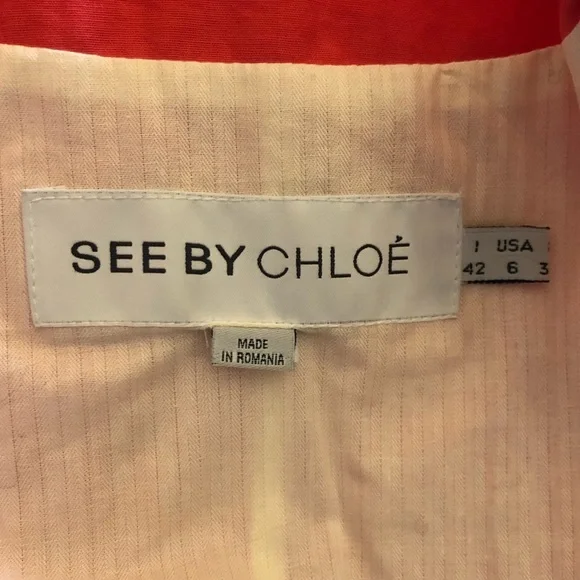 SEE BY CHLOÉ
I USA
42 6 3
MADE
IN ROMANIA